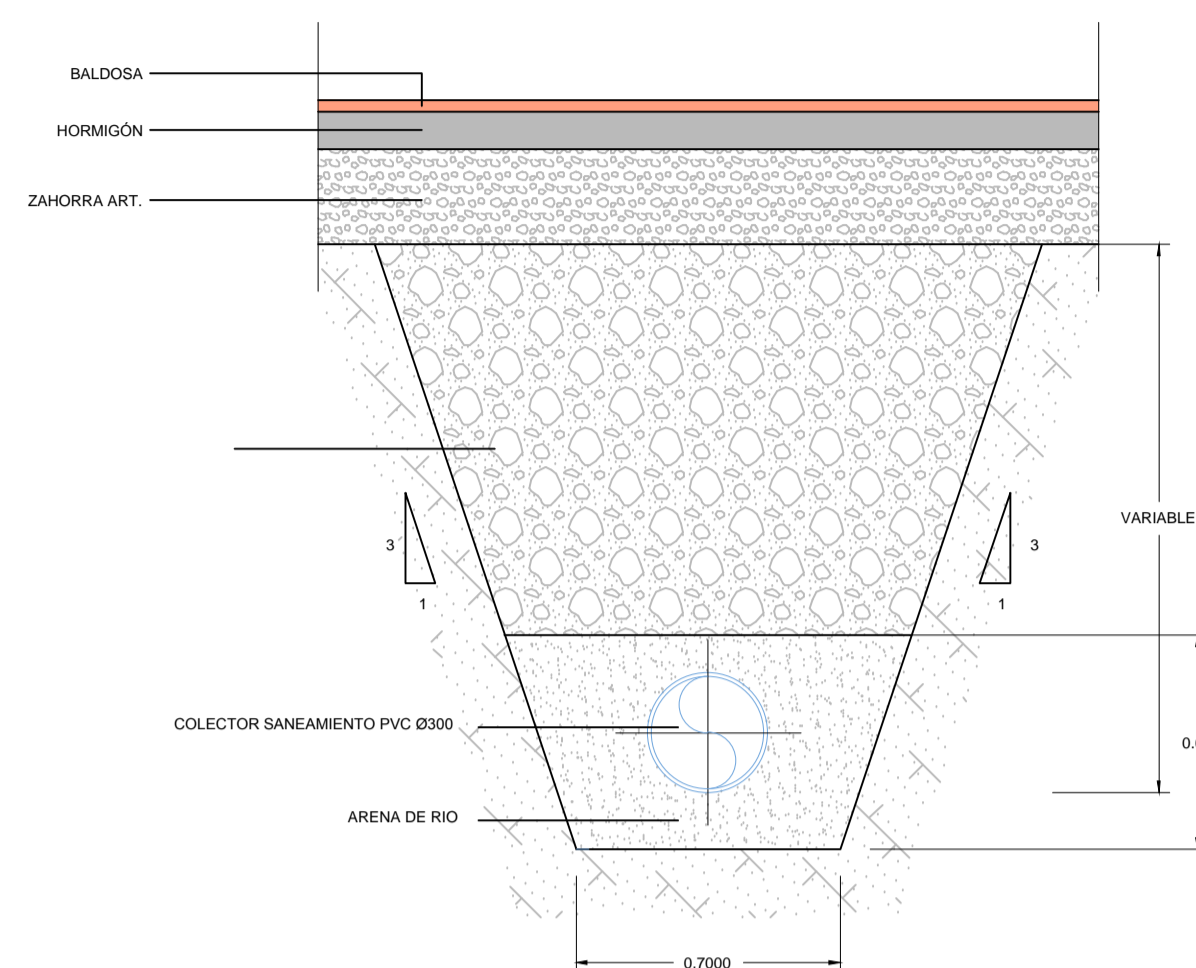 BALDOSA
HORMIGÓN
ZAHORRA ART.
VARIABLE
3
1
3
1
COLECTOR SANEAMIENTO PVC Ø300
ARENA DE RIO
0.7000